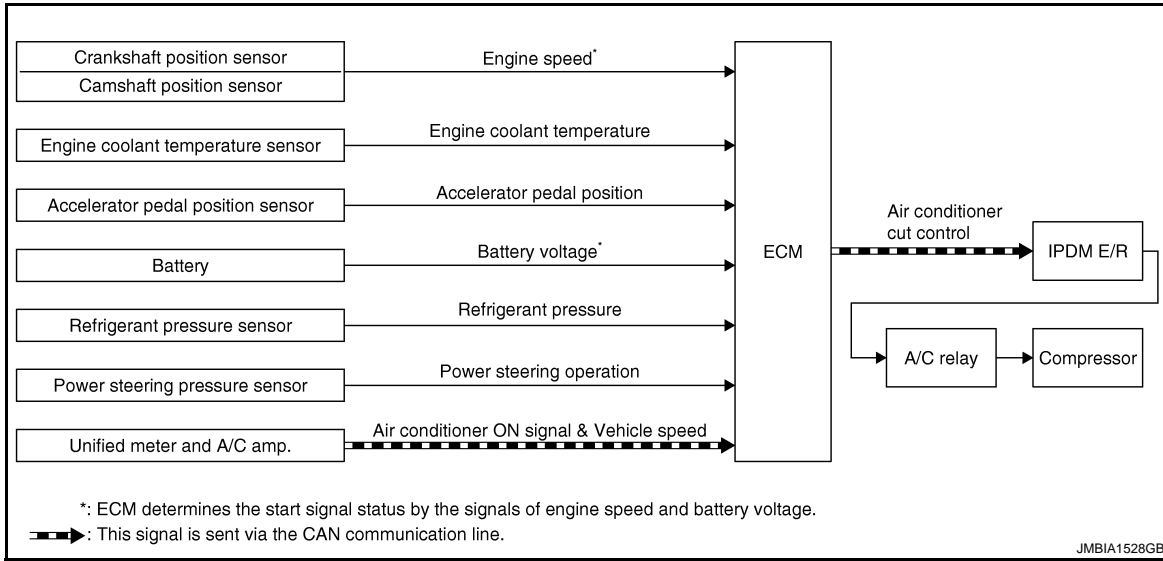 Crankshaft position sensor
Camshaft position sensor
Engine speed*
Engine coolant temperature sensor
Engine coolant temperature
Accelerator pedal position sensor
Accelerator pedal position
Battery
Battery voltage*
Refrigerant pressure sensor
Refrigerant pressure
Power steering pressure sensor
Power steering operation
Unified meter and A/C amp.
Air conditioner ON signal & Vehicle speed
ECM
Air conditioner
cut control
IPDM E/R
A/C relay
Compressor
*: ECM determines the start signal status by the signals of engine speed and battery voltage.
: This signal is sent via the CAN communication line.
JMBIA1528GB